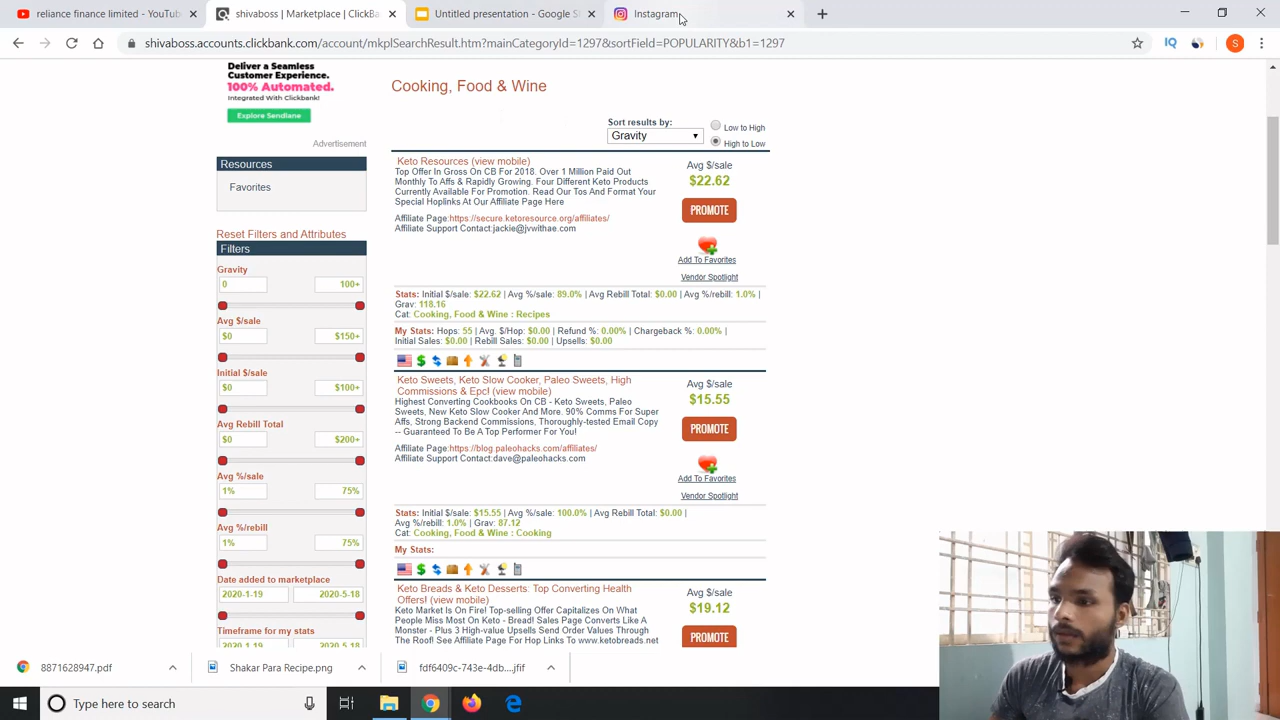 reliance finance limited - YouTub
shivaboss | Marketplace | ClickBa
Untitled presentation - Google S
Instagram
shivaboss.accounts.clickbank.com/account/mkplSearchResult.htm?mainCategoryId=1297&sortField=POPULARITY&b1=1297
Deliver a Seamless
Customer Experience.
100% Automated.
Integrated With Clickbank!
Explore Sendlane
Advertisement
Resources
Favorites
Reset Filters and Attributes
Filters
Gravity
0 100+
Avg $/sale
$0 $150+
Initial $/sale
$0 $100+
Avg Rebill Total
$0 $200+
Avg %/sale
1% 75%
Avg %/rebill
1% 75%
Date added to marketplace
2020-1-19 2020-5-18
Timeframe for my stats
2020-1-19 2020-5-18
Cooking, Food & Wine
Sort results by:
Gravity
Low to High
High to Low
Keto Resources (view mobile)
Top Offer In Gross On CB For 2018. Over 1 Million Paid Out
Monthly To Affs & Rapidly Growing. Four Different Keto Products
Currently Available For Promotion. Read Our Tos And Format Your
Special Hoplinks At Our Affiliate Page Here
Affiliate Page:https://secure.ketoresource.org/affiliates/
Affiliate Support Contact:jackie@jvwithae.com
Avg $/sale
$22.62
PROMOTE
Add To Favorites
Vendor Spotlight
Stats: Initial $/sale: $22.62 | Avg %/sale: 89.0% | Avg Rebill Total: $0.00 | Avg %/rebill: 1.0% |
Grav: 118.16
Cat: Cooking, Food & Wine : Recipes
My Stats: Hops: 55 | Avg. $/Hop: $0.00 | Refund %: 0.00% | Chargeback %: 0.00% |
Initial Sales: $0.00 | Rebill Sales: $0.00 | Upsells: $0.00
Keto Sweets, Keto Slow Cooker, Paleo Sweets, High
Commissions & Epc! (view mobile)
Highest Converting Cookbooks On CB - Keto Sweets, Paleo
Sweets, New Keto Slow Cooker And More. 90% Comms For Super
Affs, Strong Backend Commissions, Thoroughly-tested Email Copy
-- Guaranteed To Be A Top Performer For You!
Affiliate Page:https://blog.paleohacks.com/affiliates/
Affiliate Support Contact:dave@paleohacks.com
Avg $/sale
$15.55
PROMOTE
Add To Favorites
Vendor Spotlight
Stats: Initial $/sale: $15.55 | Avg %/sale: 100.0% | Avg Rebill Total: $0.00 |
Avg %/rebill: 1.0% | Grav: 87.12
Cat: Cooking, Food & Wine : Cooking
My Stats:
Keto Breads & Keto Desserts: Top Converting Health
Offers! (view mobile)
Keto Market Is On Fire! Top-selling Offer Capitalizes On What
People Miss Most On Keto - Bread! Sales Page Converts Like A
Monster - Plus 3 High-value Upsells Send Order Values Through
The Roof! See Affiliate Page For Hop Links To www.ketobreads.net
Avg $/sale
$19.12
PROMOTE
8871628947.pdf
Shakar Para Recipe.png
fdf6409c-743e-4db....jfif
Type here to search